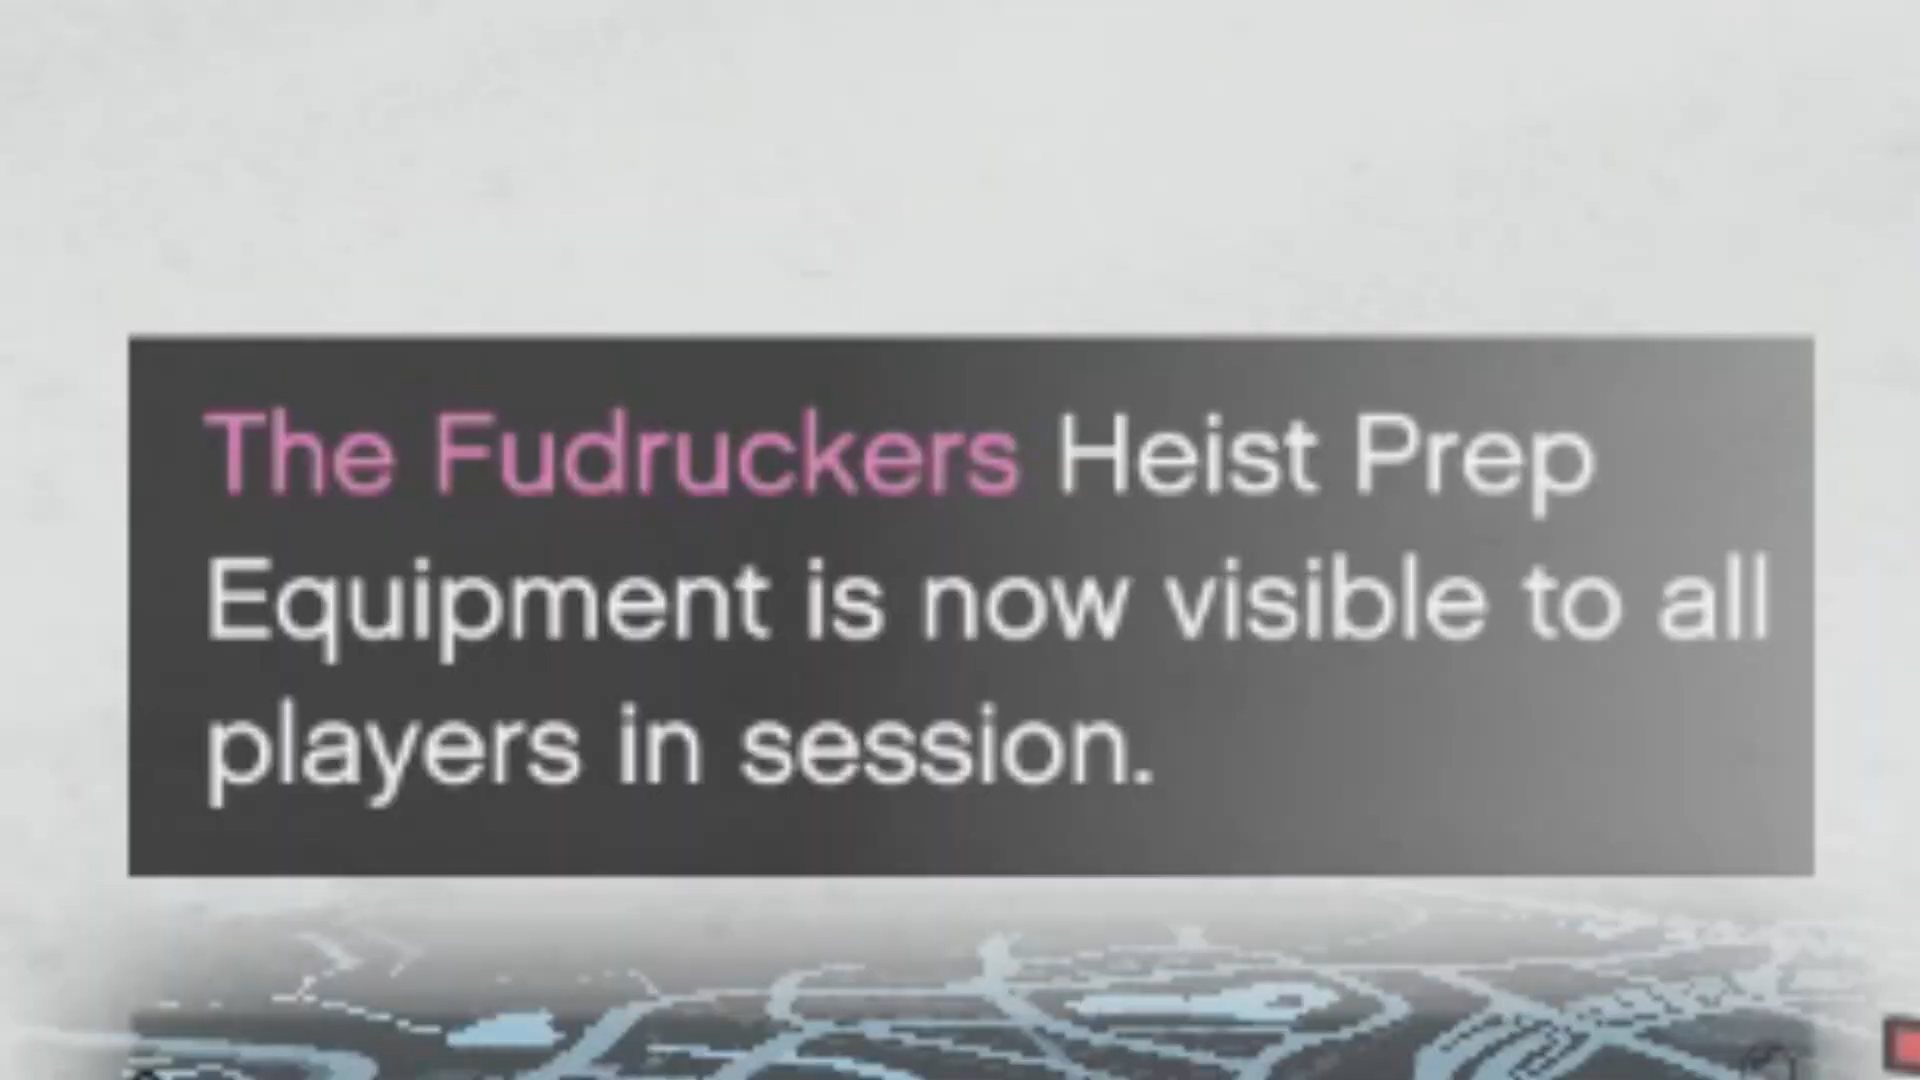 The Fudruckers Heist Prep
Equipment is now visible to all
players in session.